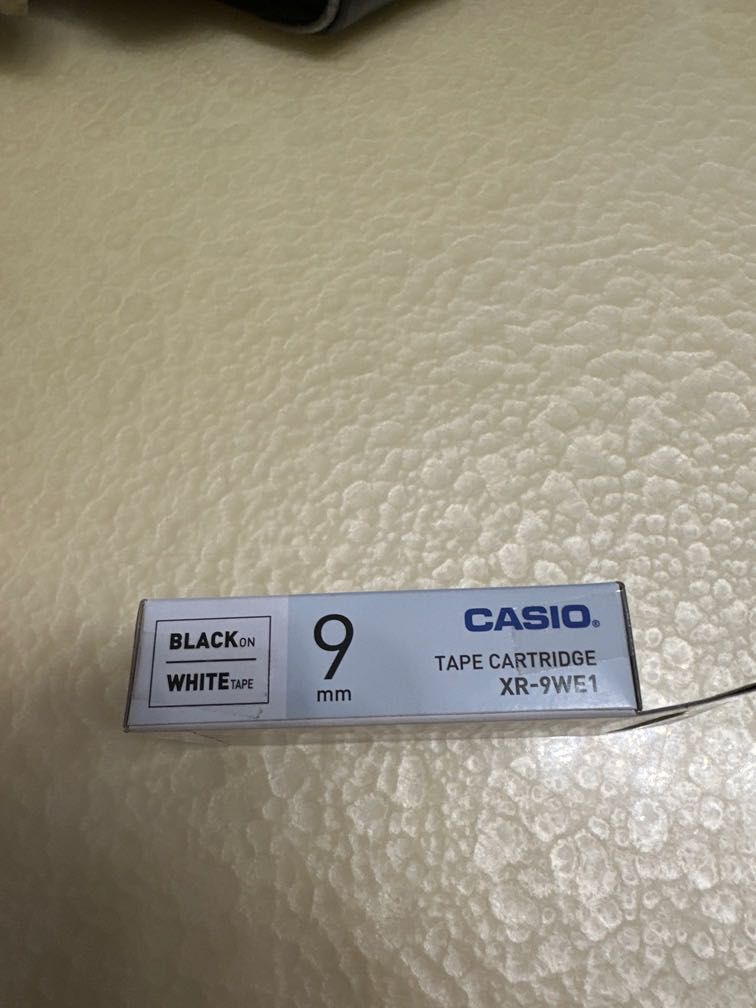 BLACK ON
WHITE TAPE
9
mm
CASIO®
TAPE CARTRIDGE
XR-9WE1